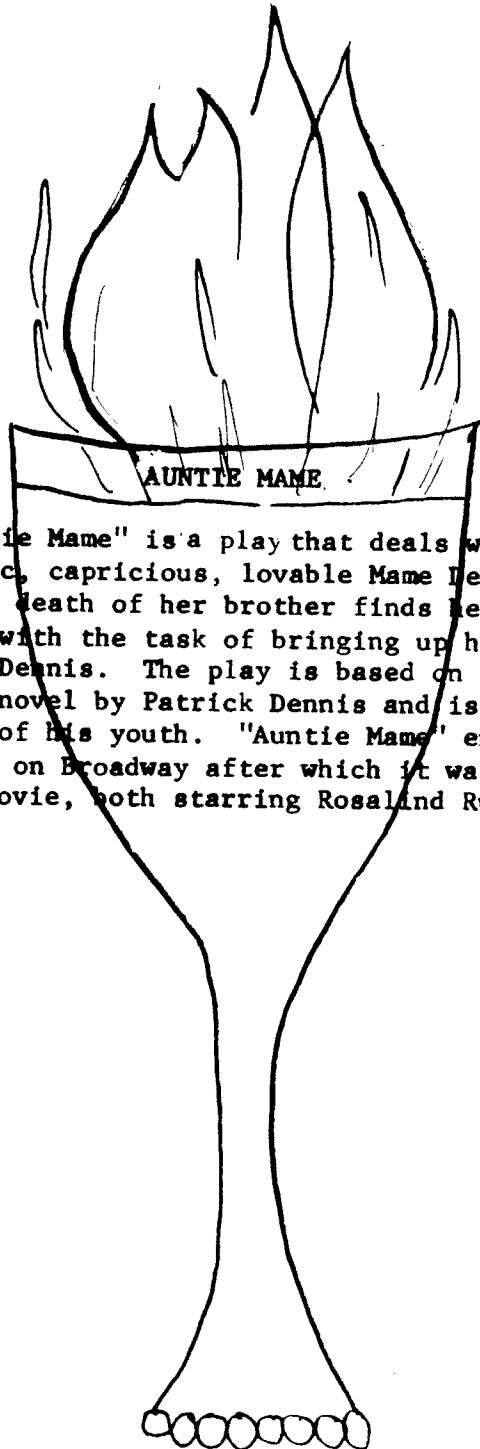 AUNTIE MAME
ie Mame" is a play that deals w
c, capricious, lovable Mame De
death of her brother finds he
with the task of bringing up h
Dennis. The play is based on
novel by Patrick Dennis and is
of his youth. "Auntie Mame" e
on Broadway after which it wa
ovie, both starring Rosalind Ru